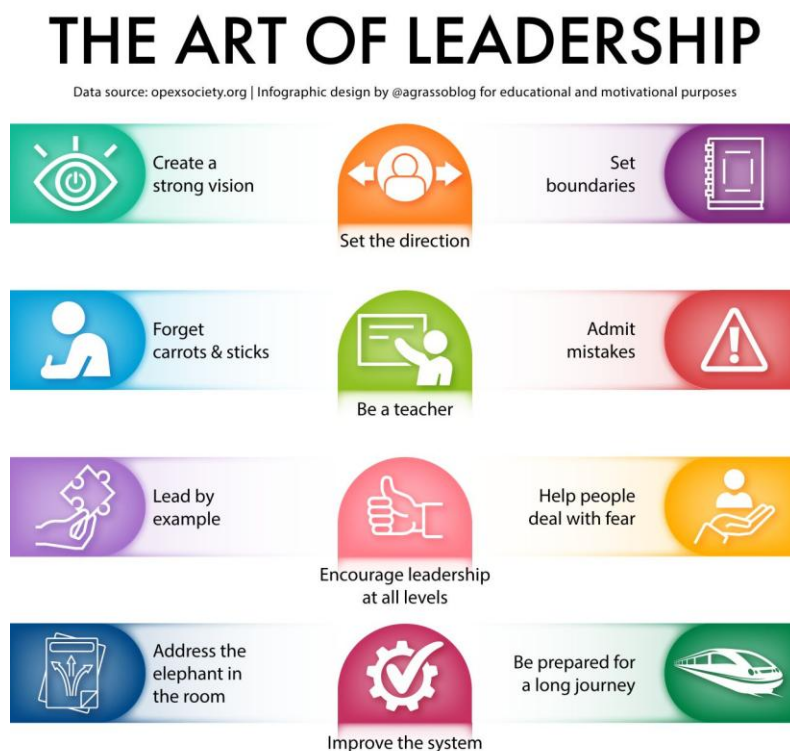 THE ART OF LEADERSHIP
Data source: opexsociety.org | Infographic design by @agrassoblog for educational and motivational purposes
Create a
strong vision
Set the direction
Set
boundaries
Forget
carrots & sticks
Be a teacher
Admit
mistakes
Lead by
example
Encourage leadership
at all levels
Help people
deal with fear
Address the
elephant in
the room
Improve the system
Be prepared for
a long journey